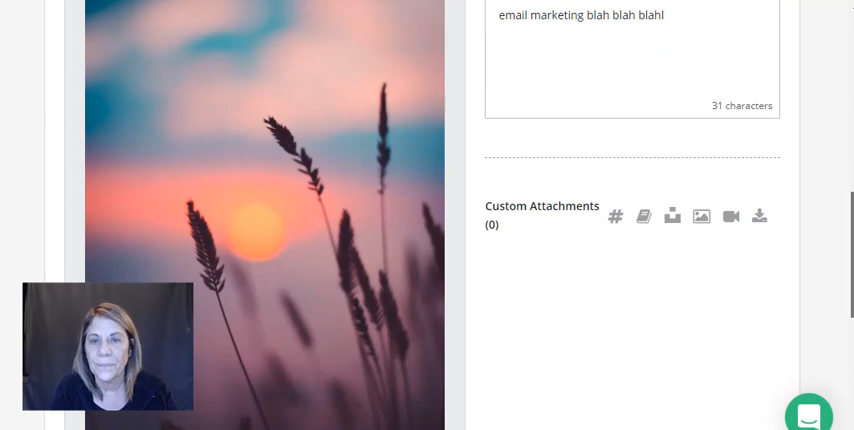 email marketing blah blah blahl
31 characters
Custom Attachments
(0)